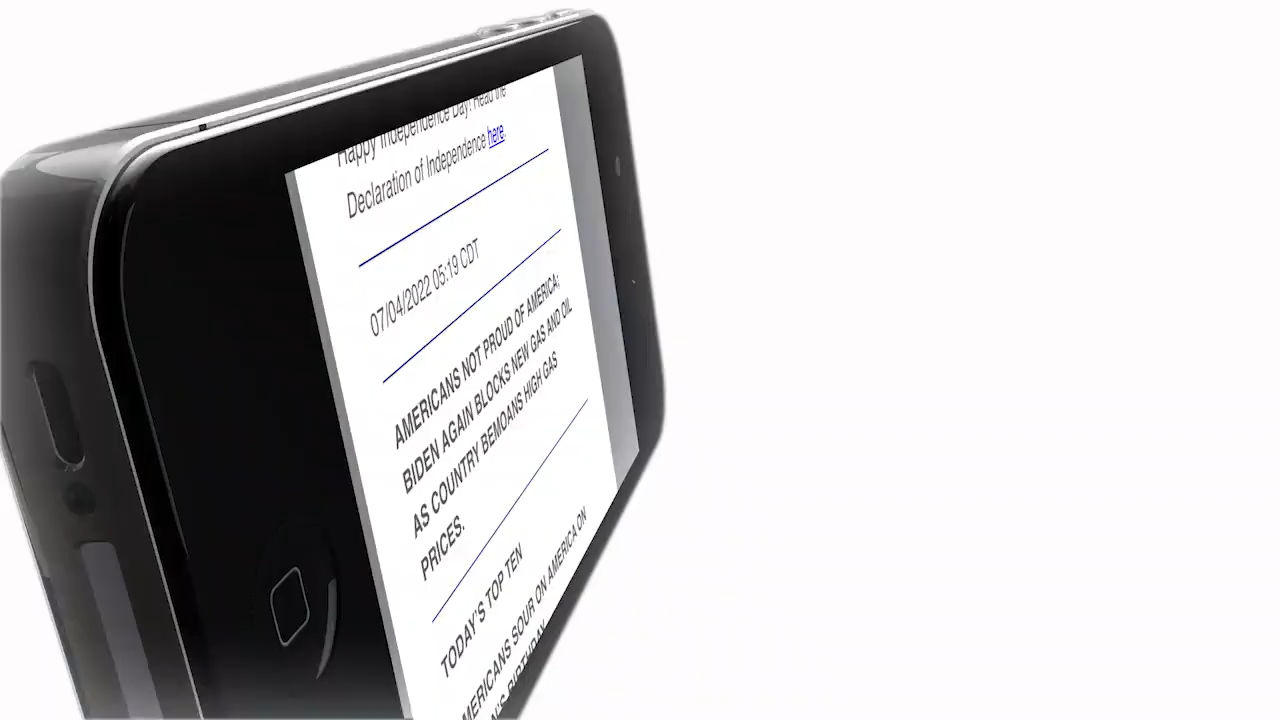 Happy Independence Day! Read the
Declaration of Independence here.
07/04/2022 05:19 CDT
AMERICANS NOT PROUD OF AMERICA;
BIDEN AGAIN BLOCKS NEW GAS AND OIL
AS COUNTRY BEMOANS HIGH GAS
PRICES.
TODAY'S TOP TEN
AMERICANS SOUR ON AMERICA ON
BIRTHDAY